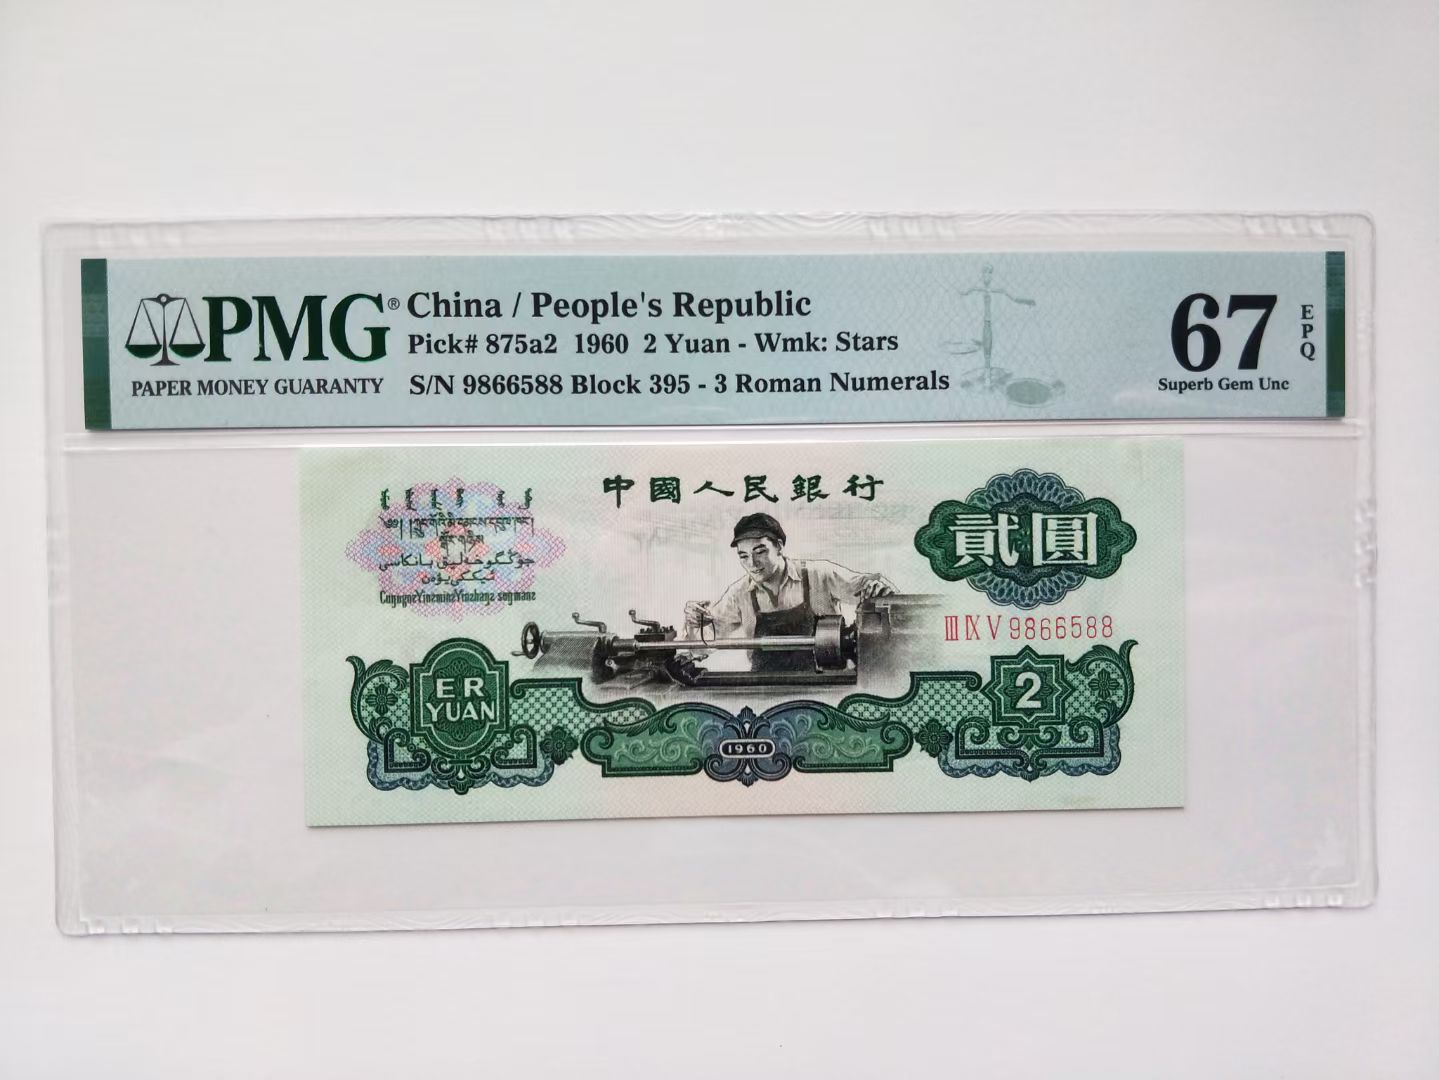 PMG® China / People's Republic
Pick# 875a2 1960 2 Yuan - Wmk: Stars
PAPER MONEY GUARANTY S/N 9866588 Block 395 - 3 Roman Numerals
67 EPQ
Superb Gem Unc
中國人民銀行
貳圓
III IX V 9866588
ER
YUAN
2
1960